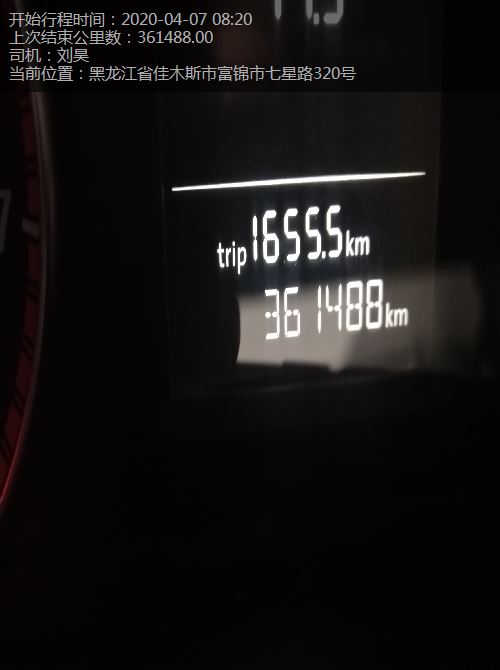 开始行程时间：2020-04-07 08:20
上次结束公里数：361488.00
司机：刘昊
当前位置：黑龙江省佳木斯市富锦市七星路320号
trip 1655.5 km
361488 km
7